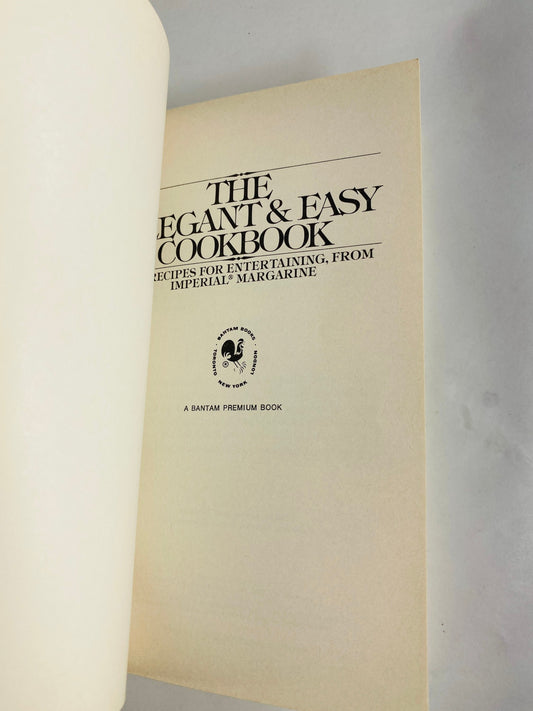 THE
LEGANT & EASY
COOKBOOK
RECIPES FOR ENTERTAINING, FROM
IMPERIAL® MARGARINE
BANTAM BOOKS
TORONTO · NEW YORK · LONDON
A BANTAM PREMIUM BOOK